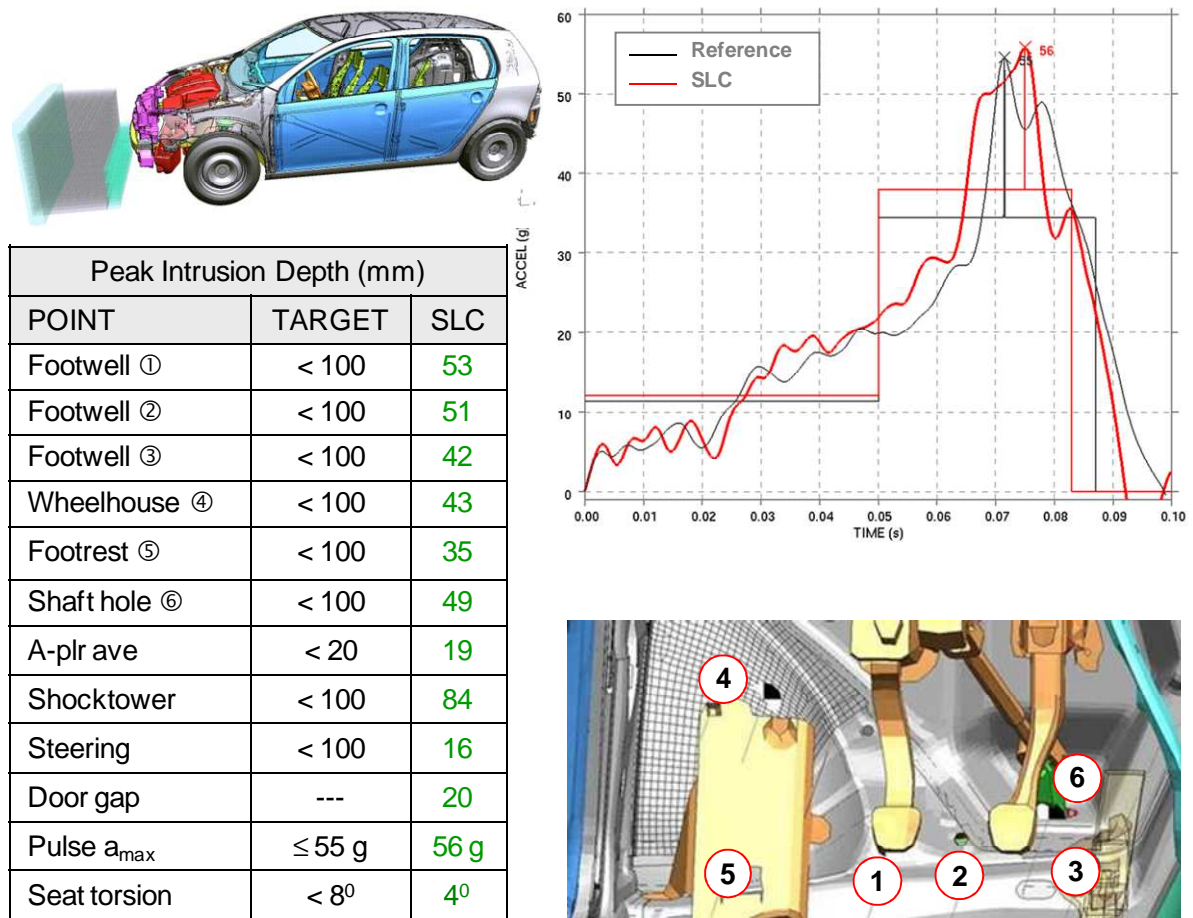 Peak Intrusion Depth (mm)
POINT TARGET SLC
Footwell ① < 100 53
Footwell ② < 100 51
Footwell ③ < 100 42
Wheelhouse ④ < 100 43
Footrest ⑤ < 100 35
Shaft hole ⑥ < 100 49
A-plr ave < 20 19
Shocktower < 100 84
Steering < 100 16
Door gap --- 20
Pulse amax ≤ 55 g 56 g
Seat torsion < 8⁰ 4⁰
Reference
SLC
55
56
60
50
40
30
20
10
0
ACCEL (g)
0.00 0.01 0.02 0.03 0.04 0.05 0.06 0.07 0.08 0.09 0.10
TIME (s)
4
6
5
1
2
3